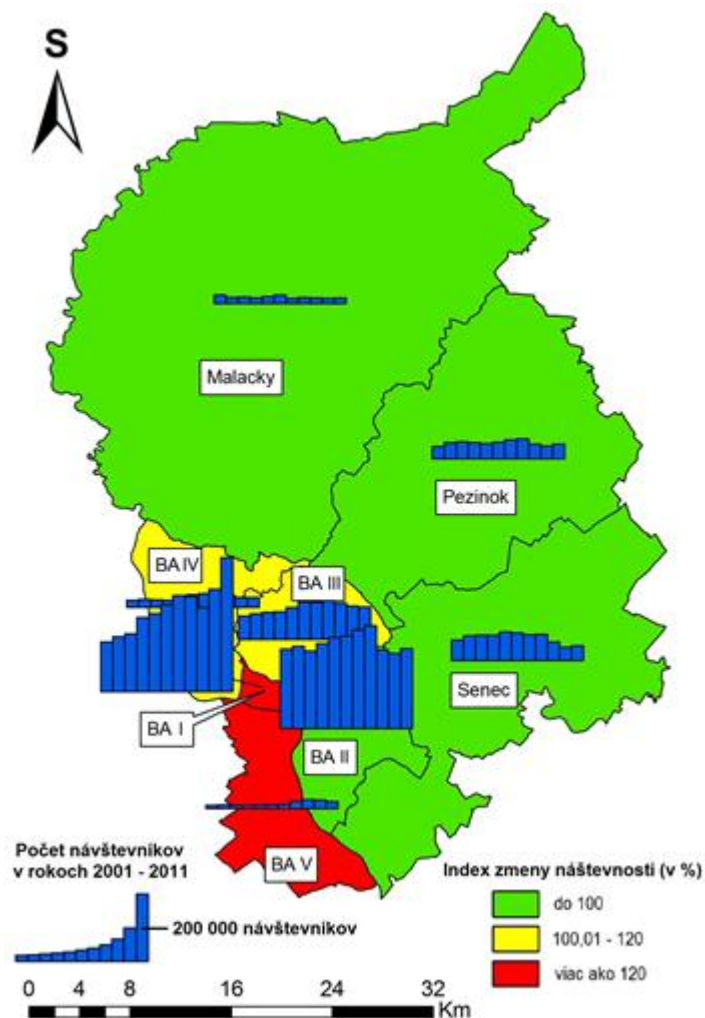 S
Malacky
Pezinok
BA IV
BA III
Senec
BA I
BA II
BA V
Počet návštevníkov
v rokoch 2001 - 2011
200 000 návštevníkov
Index zmeny náštevnosti (v %)
do 100
100,01 - 120
viac ako 120
0 4 8 16 24 32
Km